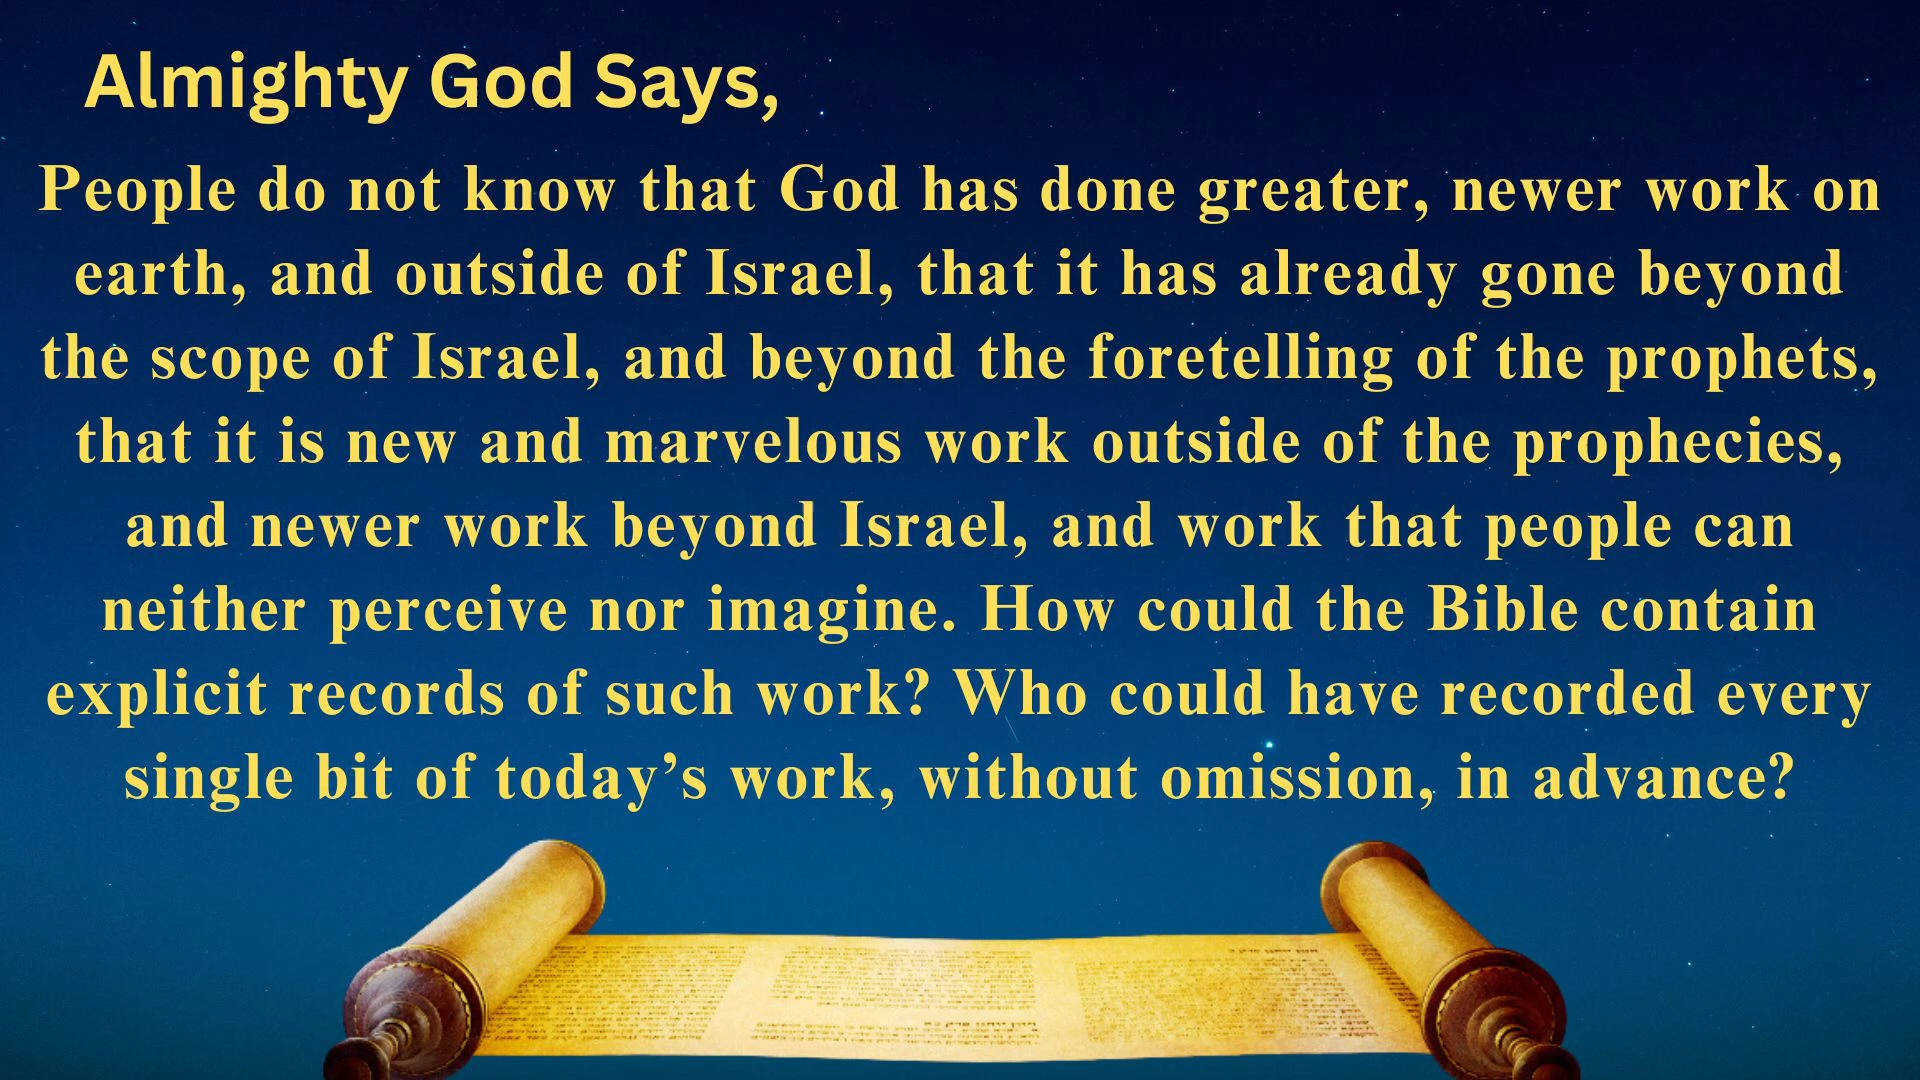 Almighty God Says,
People do not know that God has done greater, newer work on
earth, and outside of Israel, that it has already gone beyond
the scope of Israel, and beyond the foretelling of the prophets,
that it is new and marvelous work outside of the prophecies,
and newer work beyond Israel, and work that people can
neither perceive nor imagine. How could the Bible contain
explicit records of such work? Who could have recorded every
single bit of today’s work, without omission, in advance?